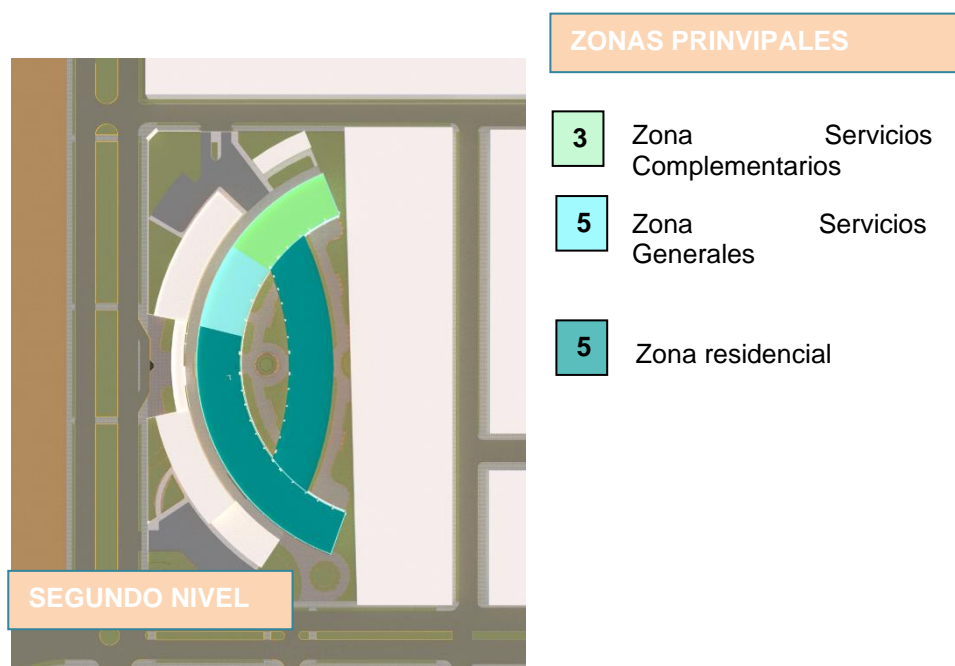 ZONAS PRINVIPALES
3 Zona Servicios
Complementarios
5 Zona Servicios
Generales
5 Zona residencial
SEGUNDO NIVEL